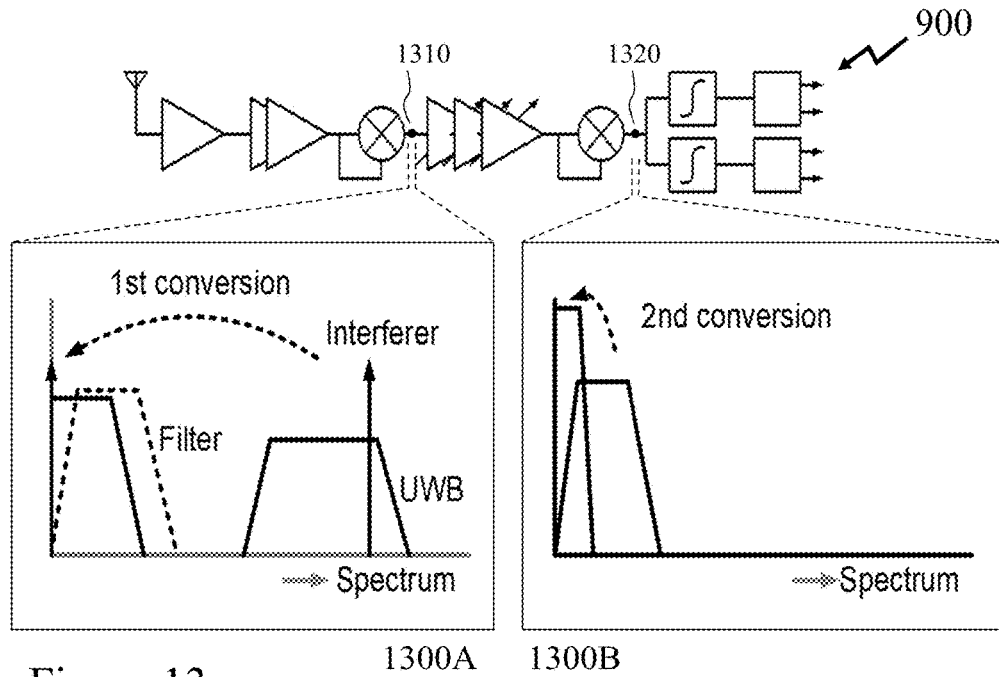 900
1310
1320
1st conversion
Interferer
Filter
UWB
Spectrum
2nd conversion
Spectrum
1300A
1300B